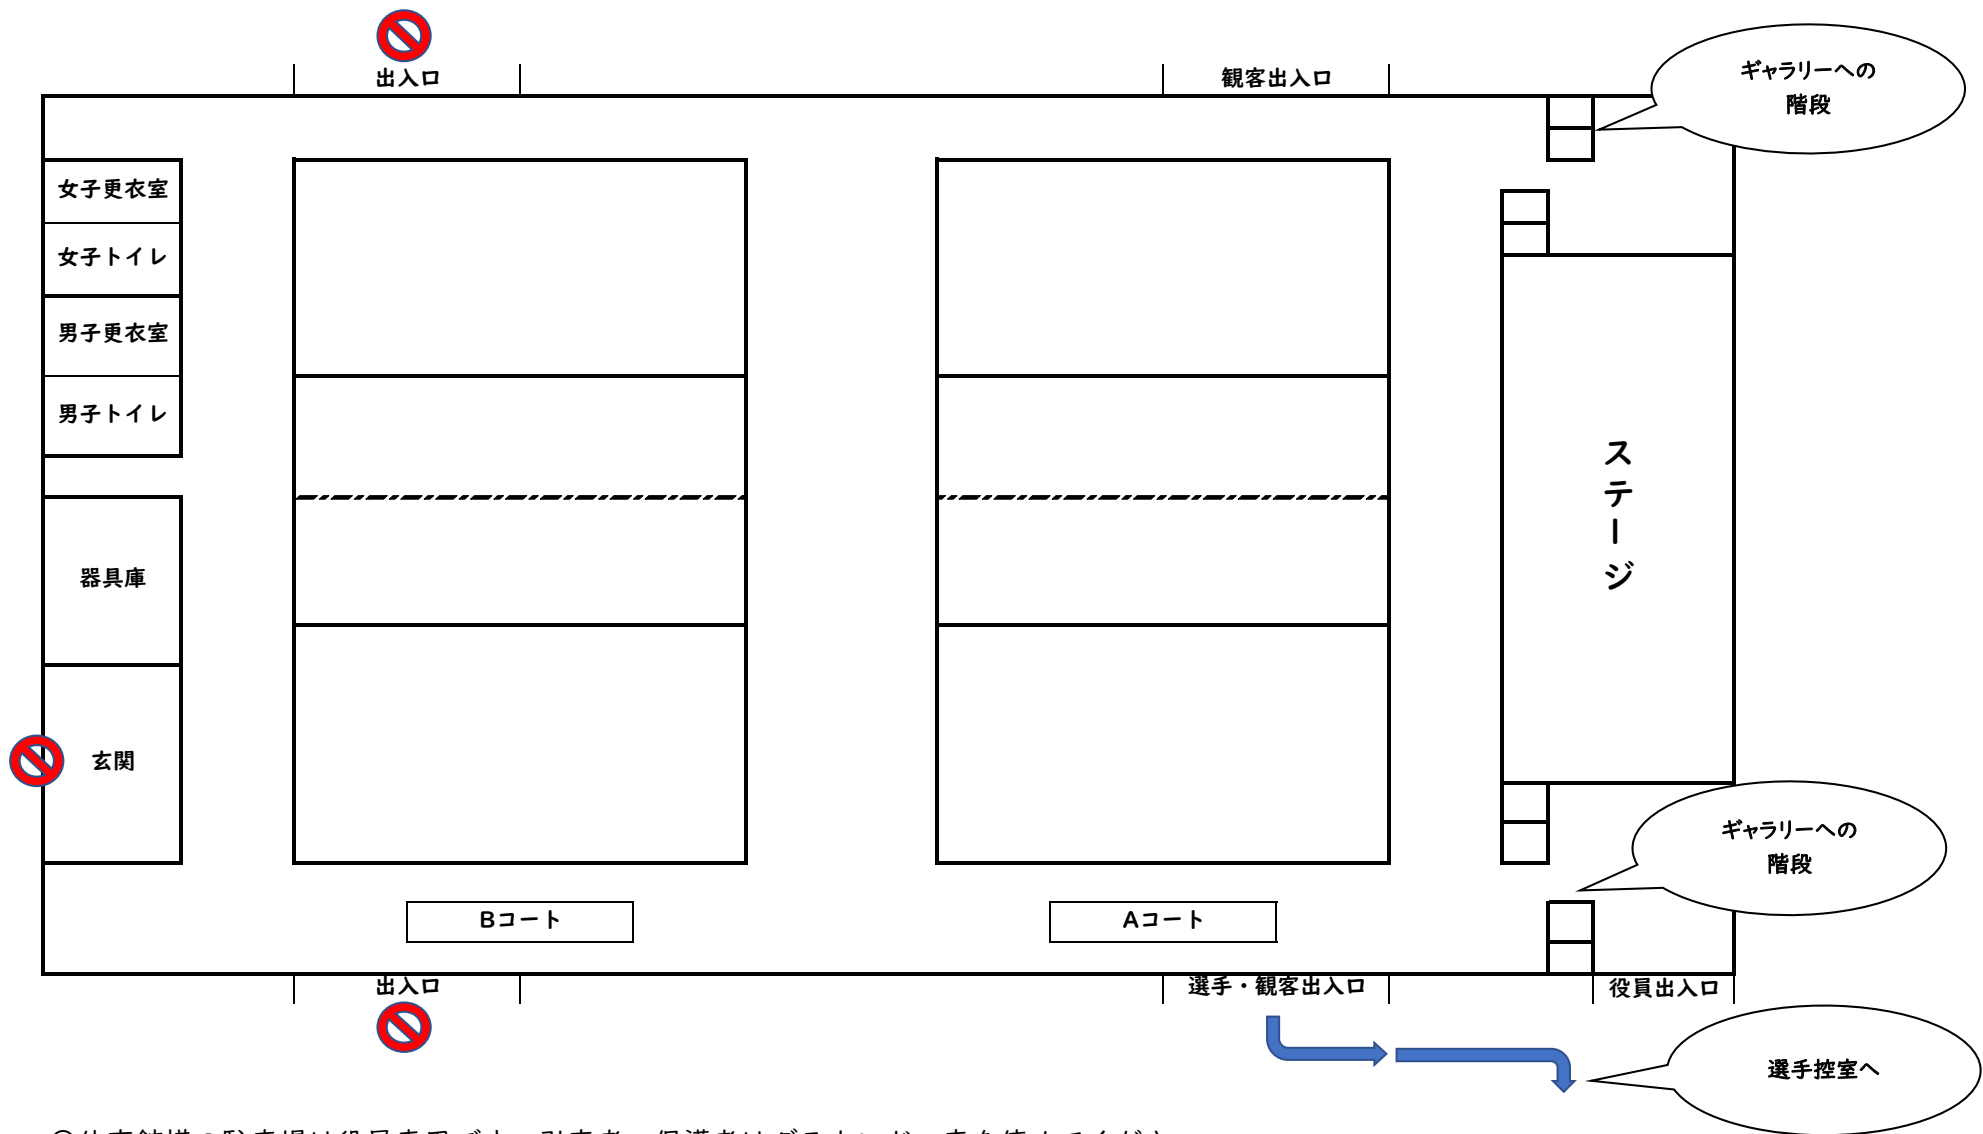 出入口
観客出入口
ギャラリーへの
階段
女子更衣室
女子トイレ
男子更衣室
男子トイレ
ステージ
器具庫
玄関
ギャラリーへの
階段
Bコート
Aコート
出入口
選手・観客出入口
役員出入口
選手控室へ